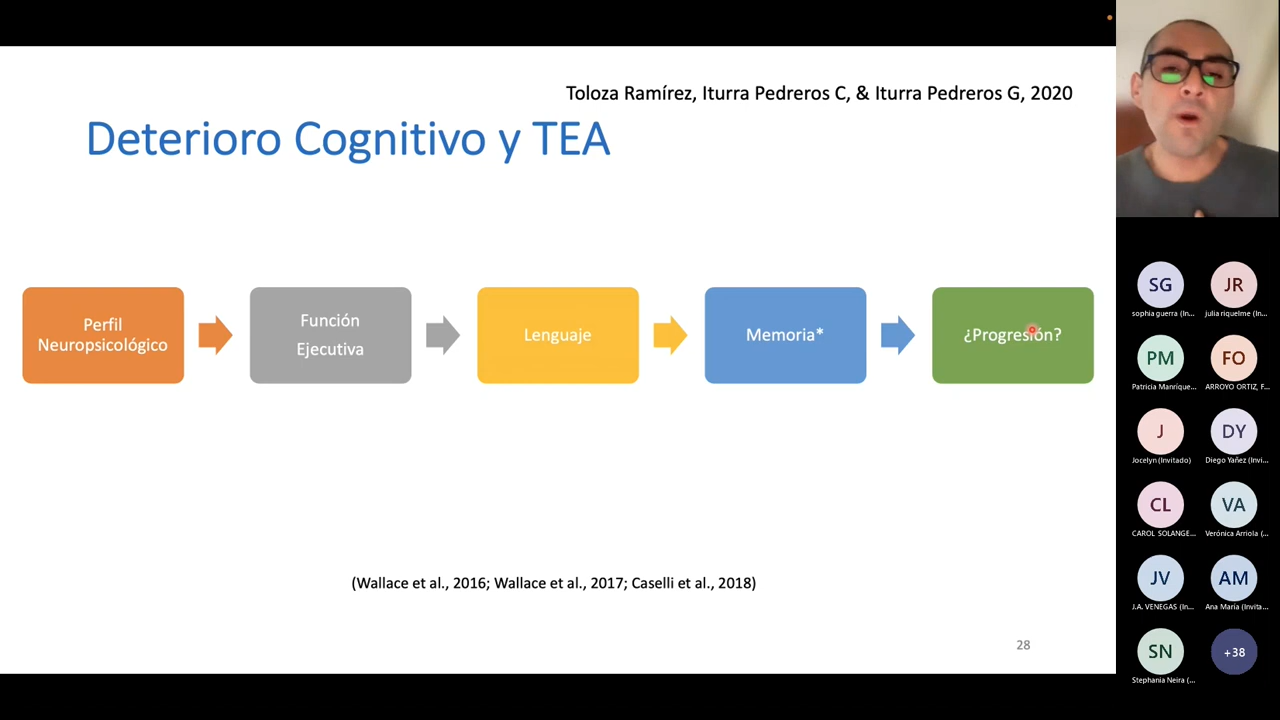 Toloza Ramírez, Iturra Pedreros C, & Iturra Pedreros G, 2020
Deterioro Cognitivo y TEA
Perfil
Neuropsicológico
Función
Ejecutiva
Lenguaje
Memoria*
¿Progresión?
(Wallace et al., 2016; Wallace et al., 2017; Caselli et al., 2018)
28
SG
JR
sophia guerra (In...
julia riquelme (Inv...
PM
FO
Patricia Manríque...
ARROYO ORTIZ, F...
J
DY
Jocelyn (Invitado)
Diego Yañez (Invi...
CL
VA
CAROL SOLANGE...
Verónica Arriola (...
JV
AM
J.A. VENEGAS (In...
Ana María (Invita...
SN
+38
Stephania Neira (...